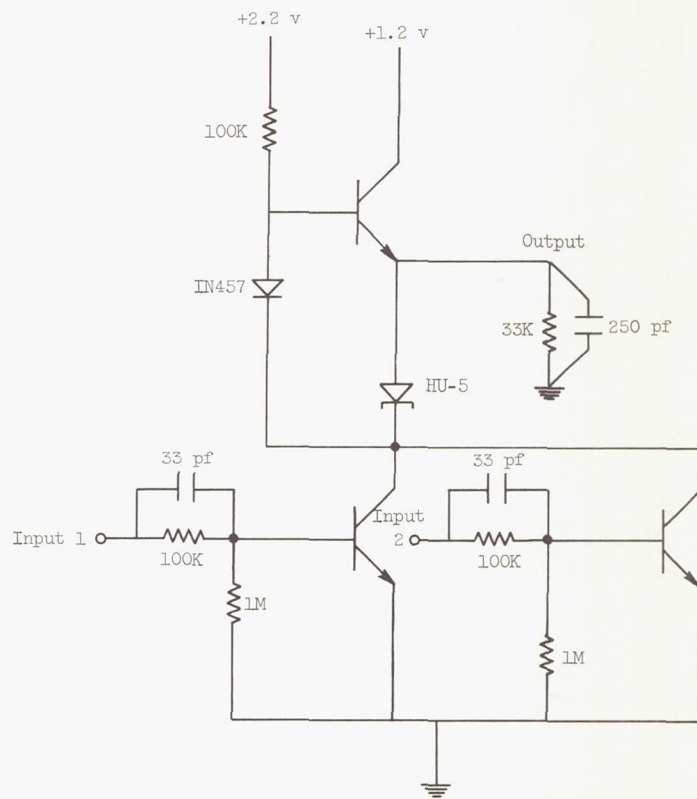 +2.2 v
+1.2 v
100K
Output
IN457
33K
250 pf
HU-5
33 pf
33 pf
Input 1
100K
Input
2
100K
1M
1M